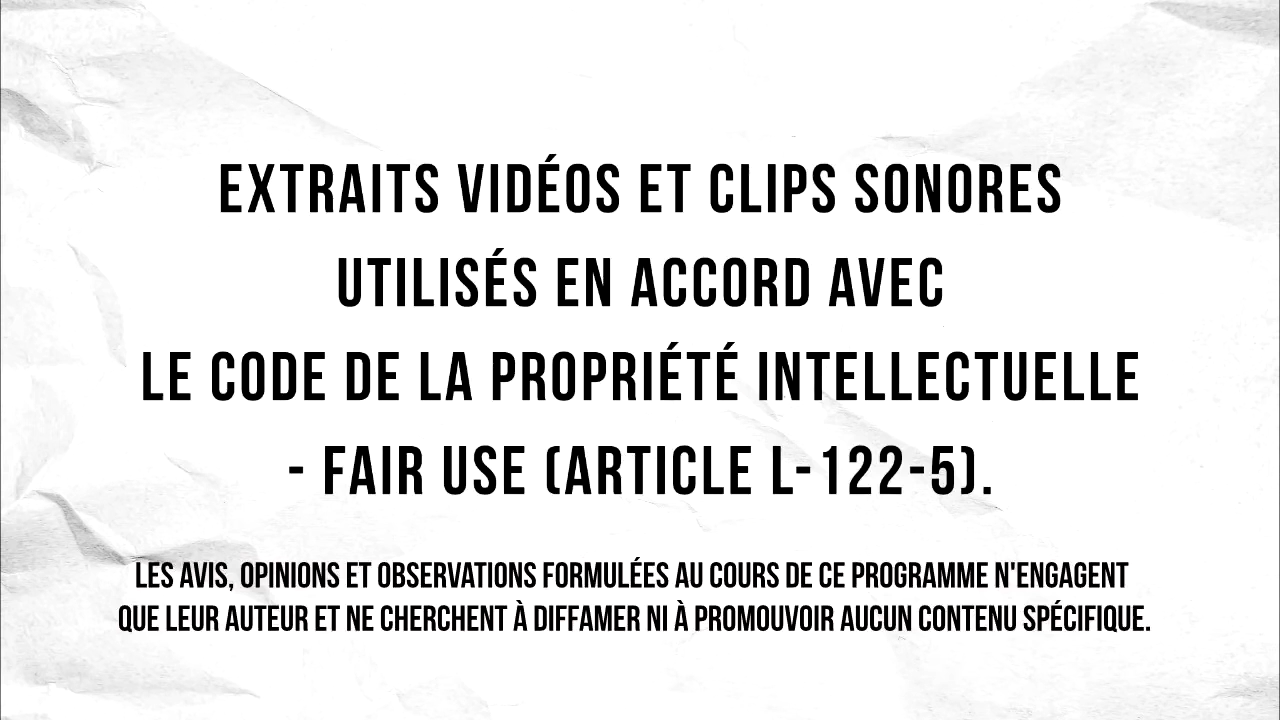 EXTRAITS VIDÉOS ET CLIPS SONORES
UTILISÉS EN ACCORD AVEC
LE CODE DE LA PROPRIÉTÉ INTELLECTUELLE
- FAIR USE (ARTICLE L-122-5).
LES AVIS, OPINIONS ET OBSERVATIONS FORMULÉES AU COURS DE CE PROGRAMME N'ENGAGENT
QUE LEUR AUTEUR ET NE CHERCHENT À DIFFAMER NI À PROMOUVOIR AUCUN CONTENU SPÉCIFIQUE.